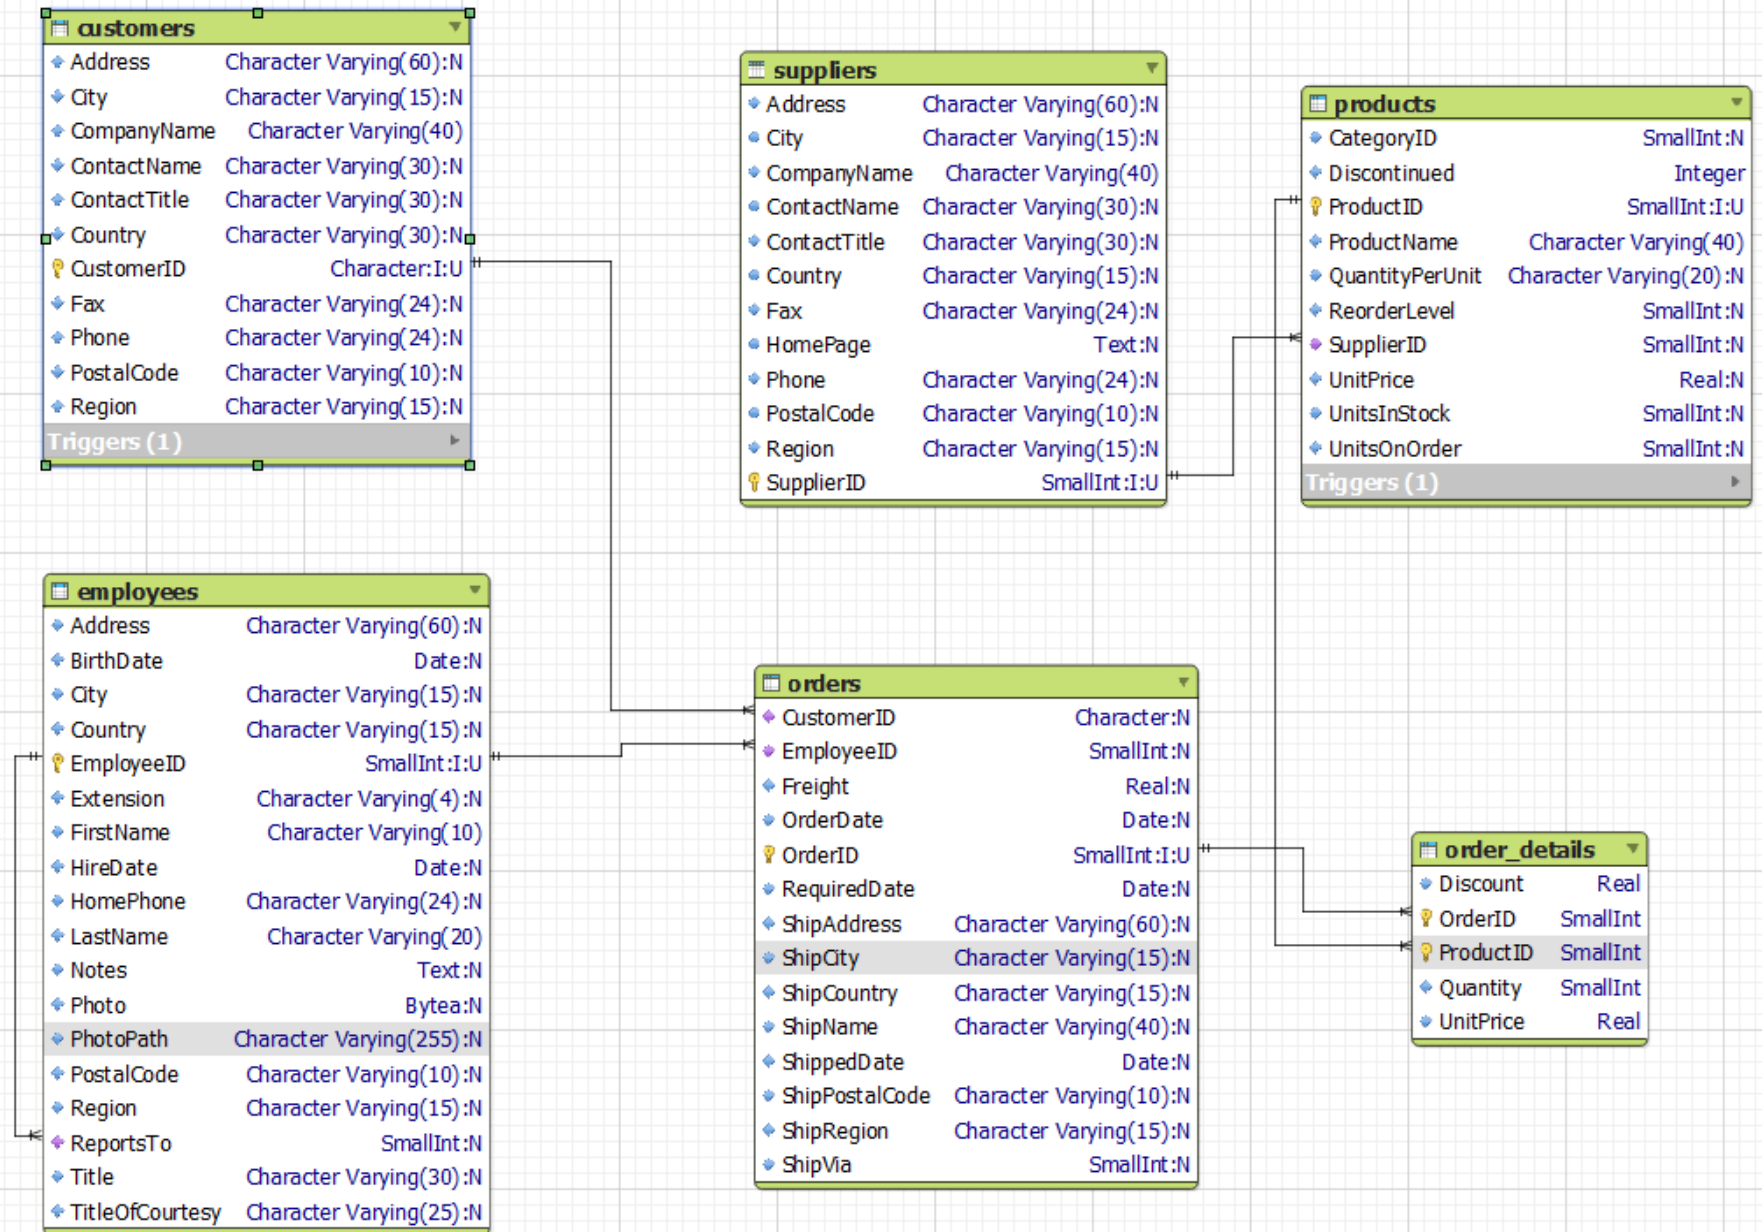 customers
Address Character Varying(60):N
City Character Varying(15):N
CompanyName Character Varying(40)
ContactName Character Varying(30):N
ContactTitle Character Varying(30):N
Country Character Varying(30):N
CustomerID Character:I:U
Fax Character Varying(24):N
Phone Character Varying(24):N
PostalCode Character Varying(10):N
Region Character Varying(15):N
Triggers (1)
suppliers
Address Character Varying(60):N
City Character Varying(15):N
CompanyName Character Varying(40)
ContactName Character Varying(30):N
ContactTitle Character Varying(30):N
Country Character Varying(15):N
Fax Character Varying(24):N
HomePage Text:N
Phone Character Varying(24):N
PostalCode Character Varying(10):N
Region Character Varying(15):N
SupplierID SmallInt:I:U
products
CategoryID SmallInt:N
Discontinued Integer
ProductID SmallInt:I:U
ProductName Character Varying(40)
QuantityPerUnit Character Varying(20):N
ReorderLevel SmallInt:N
SupplierID SmallInt:N
UnitPrice Real:N
UnitsInStock SmallInt:N
UnitsOnOrder SmallInt:N
Triggers (1)
employees
Address Character Varying(60):N
BirthDate Date:N
City Character Varying(15):N
Country Character Varying(15):N
EmployeeID SmallInt:I:U
Extension Character Varying(4):N
FirstName Character Varying(10)
HireDate Date:N
HomePhone Character Varying(24):N
LastName Character Varying(20)
Notes Text:N
Photo Bytea:N
PhotoPath Character Varying(255):N
PostalCode Character Varying(10):N
Region Character Varying(15):N
ReportsTo SmallInt:N
Title Character Varying(30):N
TitleOfCourtesy Character Varying(25):N
orders
CustomerID Character:N
EmployeeID SmallInt:N
Freight Real:N
OrderDate Date:N
OrderID SmallInt:I:U
RequiredDate Date:N
ShipAddress Character Varying(60):N
ShipCity Character Varying(15):N
ShipCountry Character Varying(15):N
ShipName Character Varying(40):N
ShippedDate Date:N
ShipPostalCode Character Varying(10):N
ShipRegion Character Varying(15):N
ShipVia SmallInt:N
order_details
Discount Real
OrderID SmallInt
ProductID SmallInt
Quantity SmallInt
UnitPrice Real